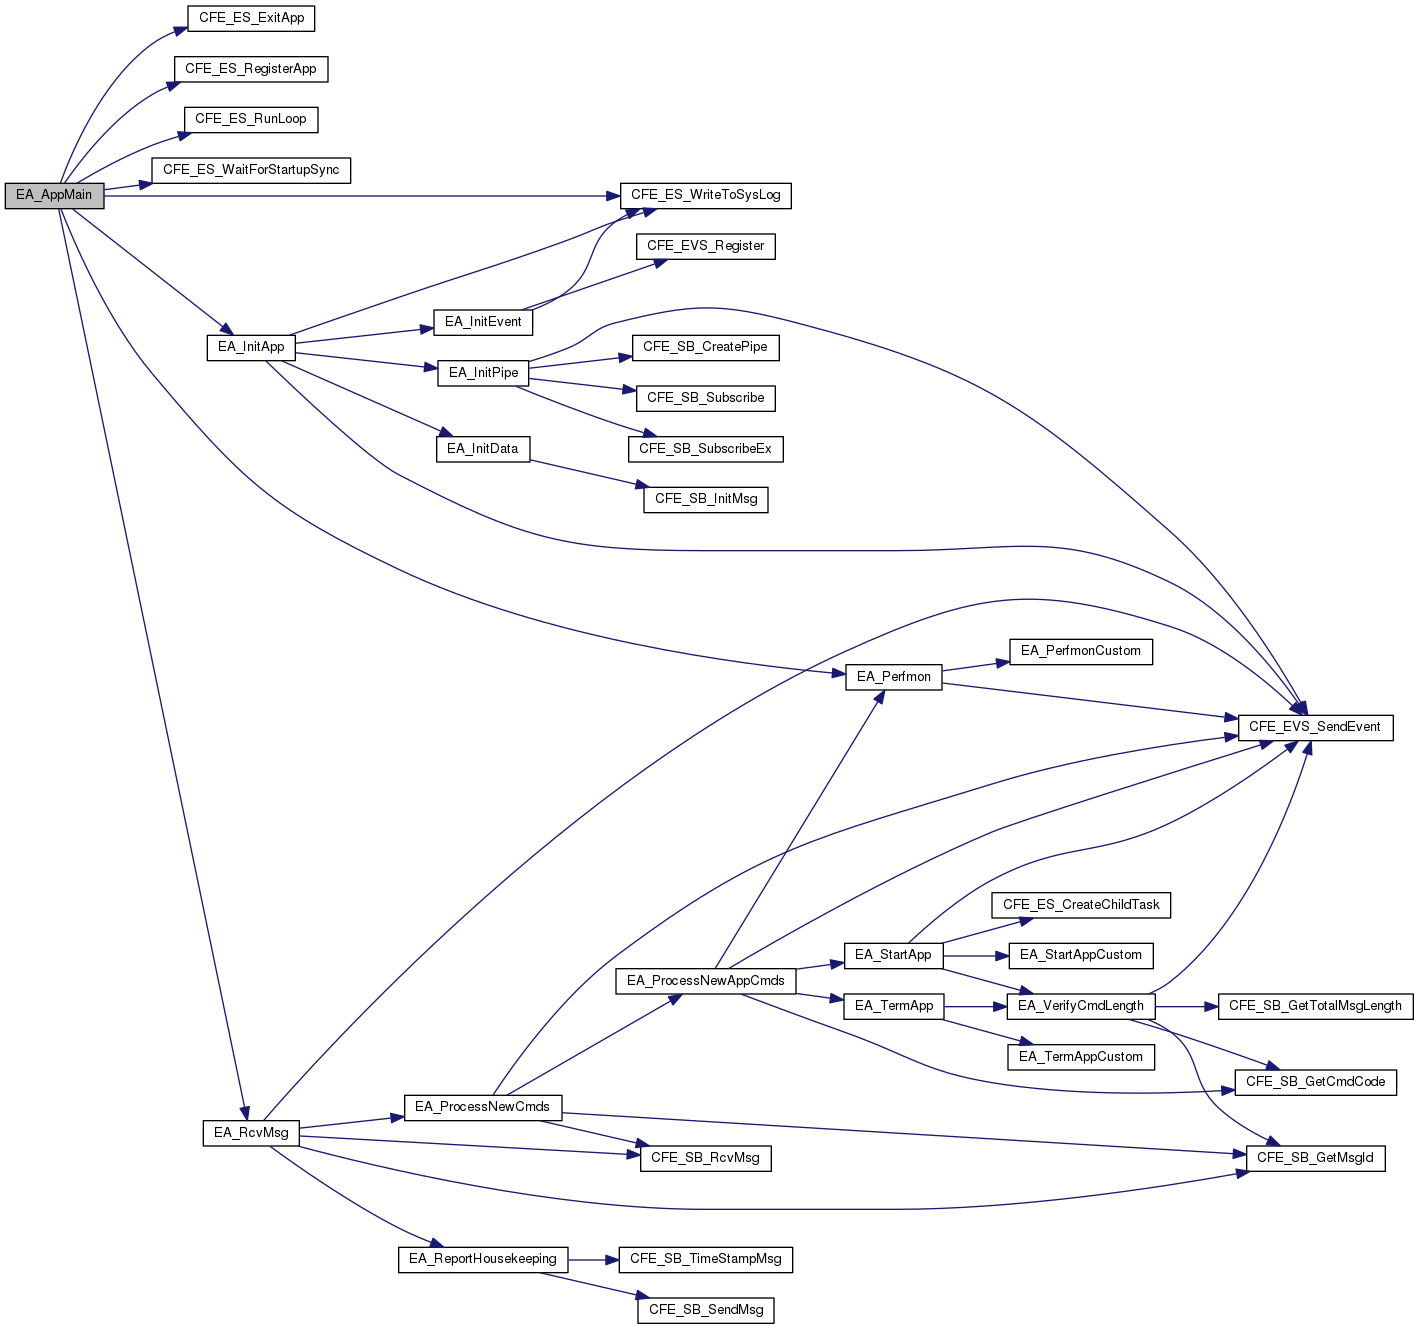 CFE_ES_ExitApp
CFE_ES_RegisterApp
CFE_ES_RunLoop
CFE_ES_WaitForStartupSync
EA_AppMain
CFE_ES_WriteToSysLog
CFE_EVS_Register
EA_InitEvent
EA_InitApp
CFE_SB_CreatePipe
EA_InitPipe
CFE_SB_Subscribe
EA_InitData
CFE_SB_SubscribeEx
CFE_SB_InitMsg
EA_PerfmonCustom
EA_Perfmon
CFE_EVS_SendEvent
CFE_ES_CreateChildTask
EA_StartApp
EA_StartAppCustom
EA_ProcessNewAppCmds
EA_TermApp
EA_VerifyCmdLength
CFE_SB_GetTotalMsgLength
EA_TermAppCustom
CFE_SB_GetCmdCode
EA_ProcessNewCmds
EA_RcvMsg
CFE_SB_RcvMsg
CFE_SB_GetMsgId
EA_ReportHousekeeping
CFE_SB_TimeStampMsg
CFE_SB_SendMsg